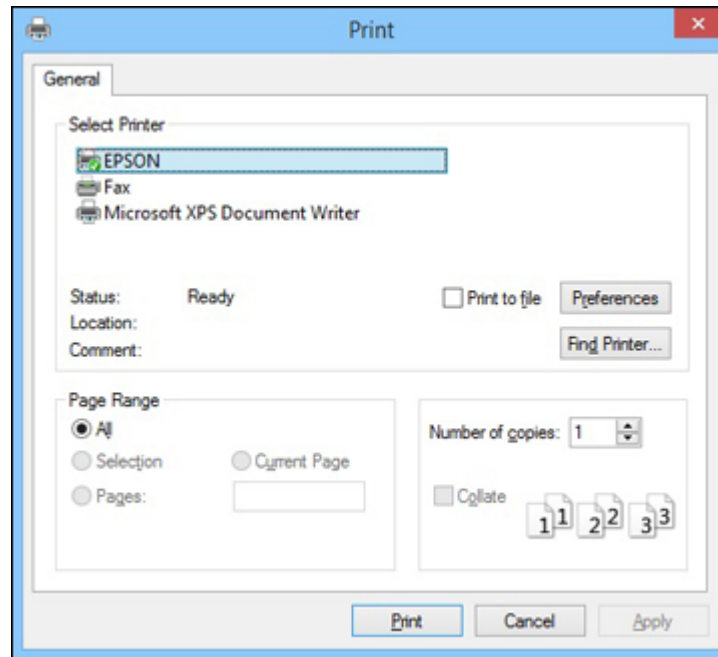 Print
General
Select Printer
EPSON
Fax
Microsoft XPS Document Writer
Status: Ready
Print to file
Preferences
Location:
Comment:
Find Printer...
Page Range
All
Selection
Current Page
Pages:
Number of copies: 1
Collate
1 1 2 2 3 3
Print
Cancel
Apply